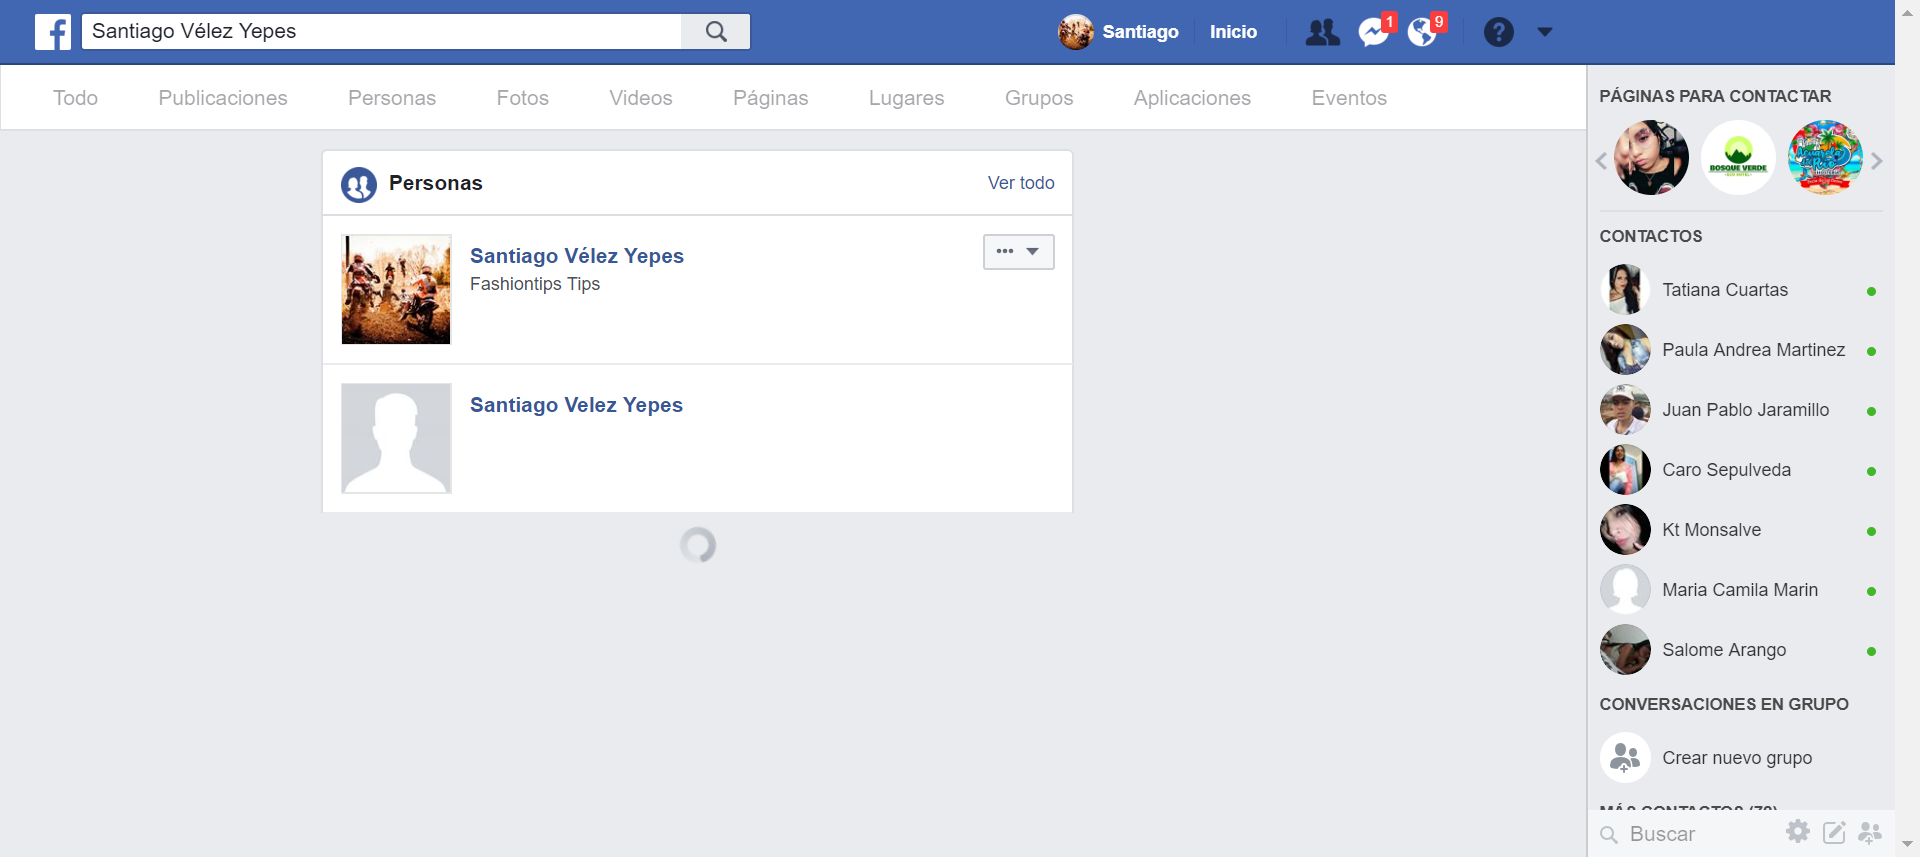 Santiago Vélez Yepes
Santiago
Inicio
1
9
?
Todo
Publicaciones
Personas
Fotos
Videos
Páginas
Lugares
Grupos
Aplicaciones
Eventos
Personas
Ver todo
Santiago Vélez Yepes
Fashiontips Tips
Santiago Velez Yepes
PÁGINAS PARA CONTACTAR
BOSQUE VERDE
CONTACTOS
Tatiana Cuartas
Paula Andrea Martinez
Juan Pablo Jaramillo
Caro Sepulveda
Kt Monsalve
Maria Camila Marin
Salome Arango
CONVERSACIONES EN GRUPO
Crear nuevo grupo
MÁS CONTACTOS
Buscar